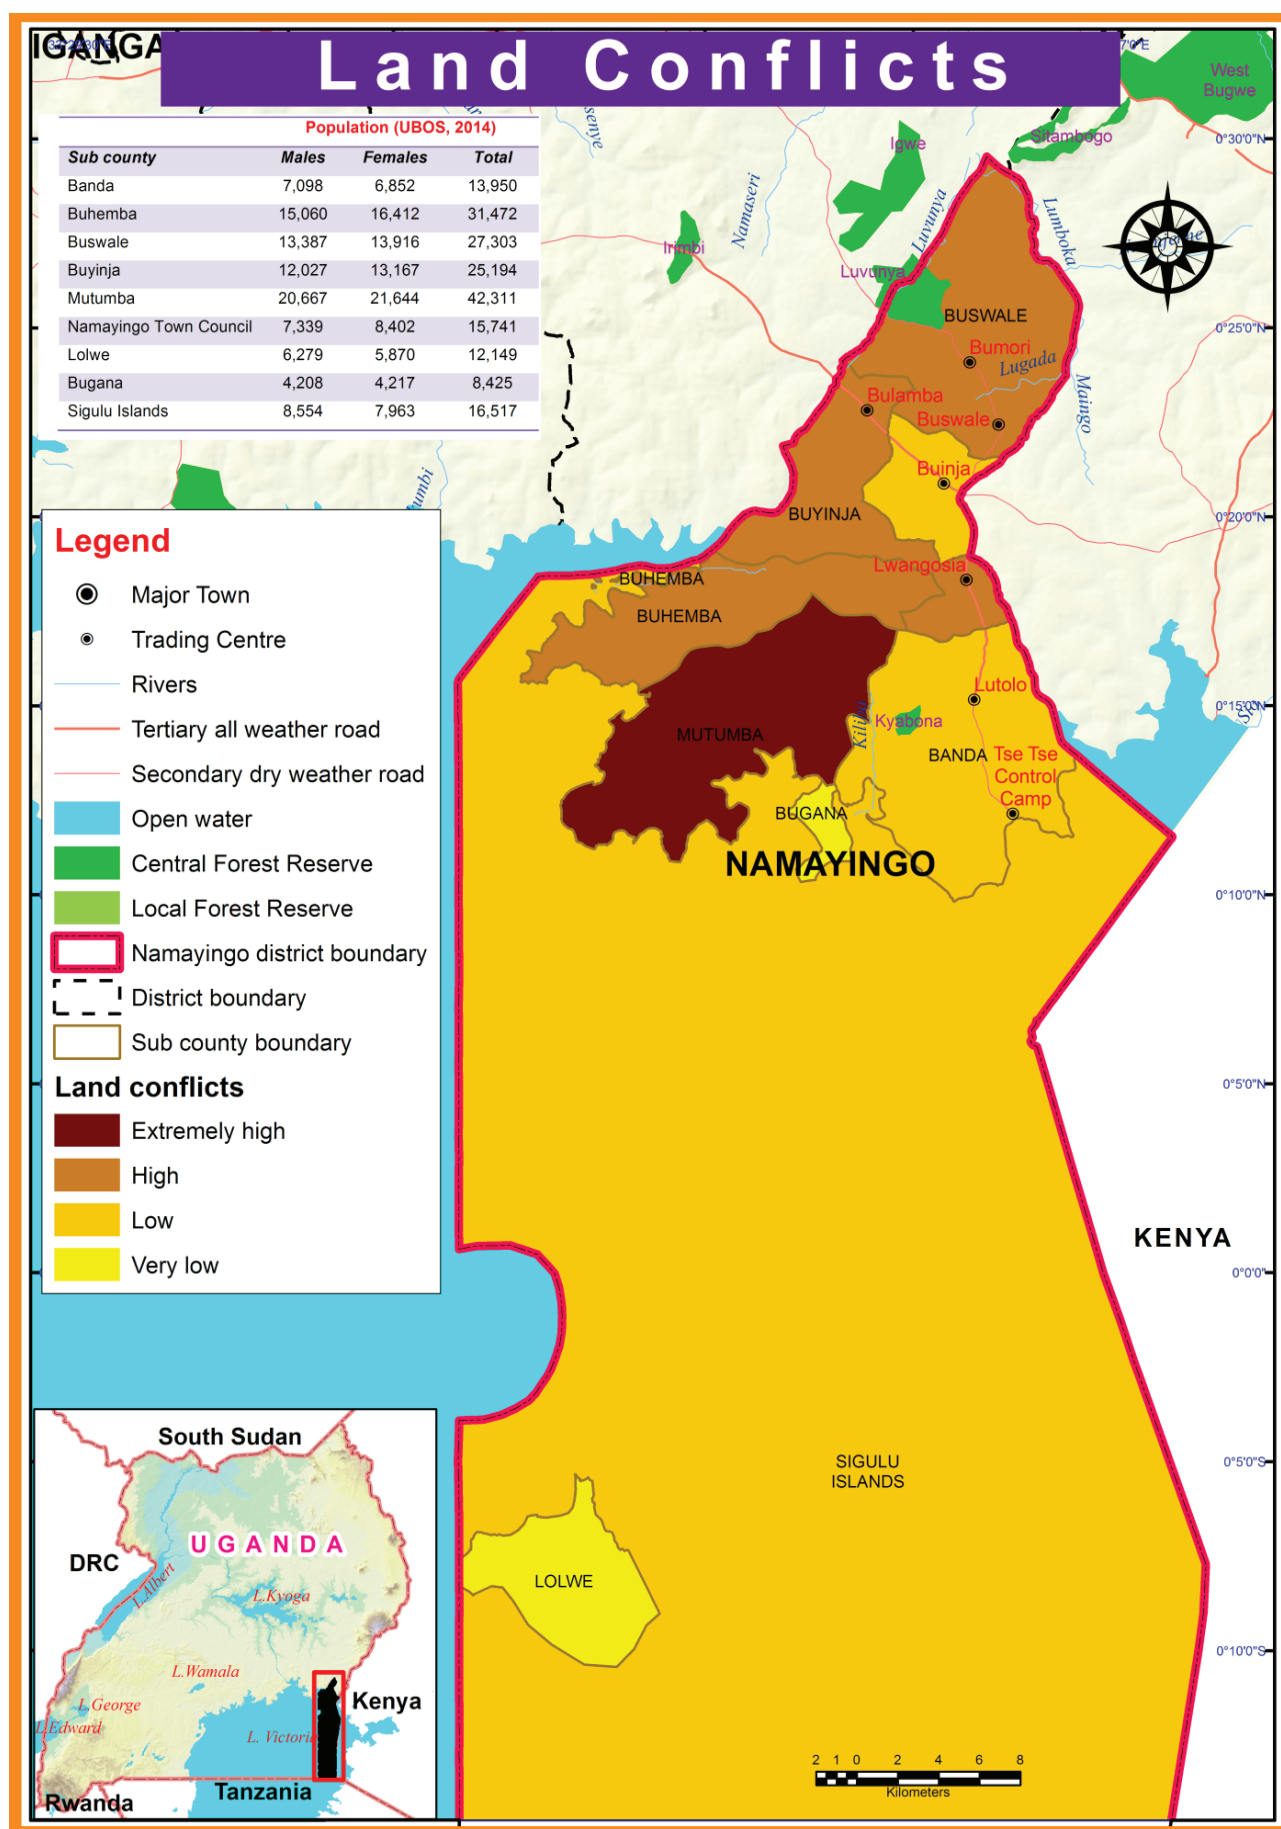 IGANGA
Land Conflicts
Population (UBOS, 2014)
Sub county Males Females Total
Banda 7,098 6,852 13,950
Buhemba 15,060 16,412 31,472
Buswale 13,387 13,916 27,303
Buyinja 12,027 13,167 25,194
Mutumba 20,667 21,644 42,311
Namayingo Town Council 7,339 8,402 15,741
Lolwe 6,279 5,870 12,149
Bugana 4,208 4,217 8,425
Sigulu Islands 8,554 7,963 16,517
West
Bugwe
Sitambogo
Igwe
Irimbi
Luvunya
Namaseri
Luvunya
Lumboka
BUSWALE
Bumori
Lugada
Maingo
Bulamba
Buswale
Buinja
BUYINJA
Lwangosia
BUHEMBA
BUHEMBA
Lutolo
Kyabona
MUTUMBA
BANDA
Tse Tse
Control
Camp
BUGANA
NAMAYINGO
KENYA
SIGULU
ISLANDS
LOLWE
0°30'0"N
0°25'0"N
0°20'0"N
0°15'0"N
0°10'0"N
0°5'0"N
0°0'0"
0°5'0"S
0°10'0"S
Legend
Major Town
Trading Centre
Rivers
Tertiary all weather road
Secondary dry weather road
Open water
Central Forest Reserve
Local Forest Reserve
Namayingo district boundary
District boundary
Sub county boundary
Land conflicts
Extremely high
High
Low
Very low
South Sudan
UGANDA
DRC
L.Albert
L.Kyoga
L.Wamala
L.George
L.Edward
L. Victoria
Kenya
Tanzania
Rwanda
2 1 0 2 4 6 8
Kilometers